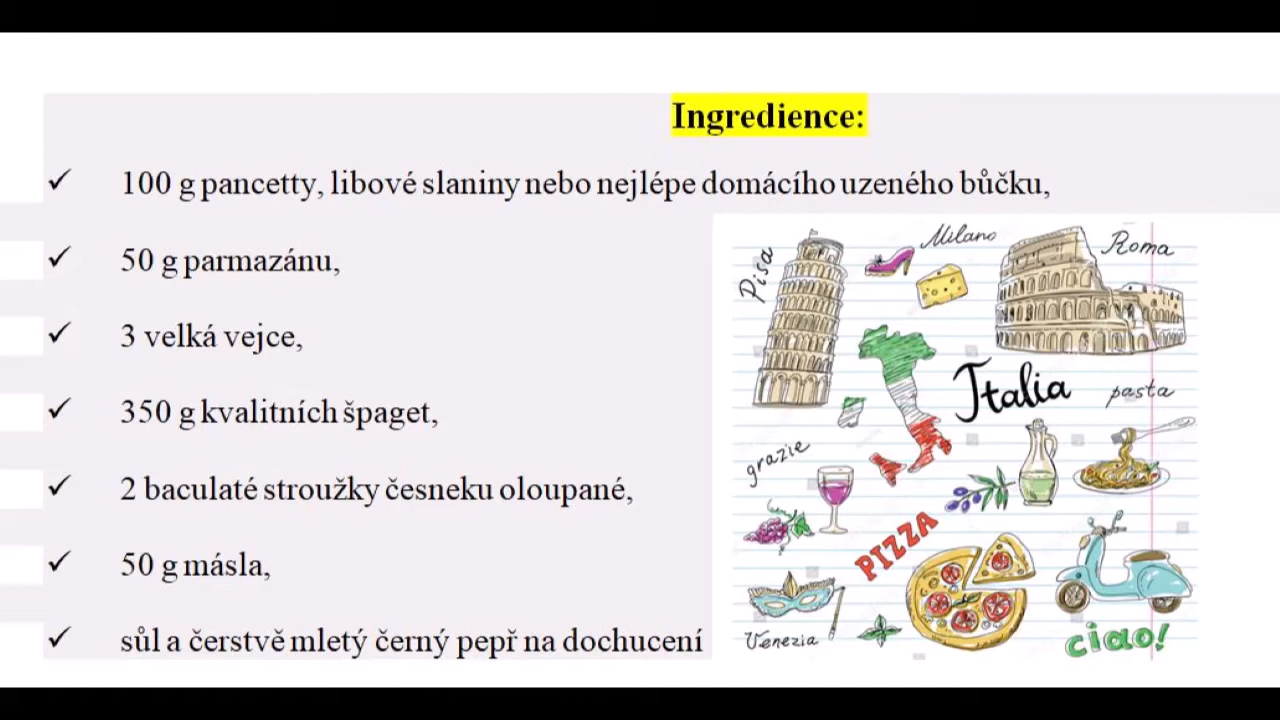 Ingredience:
100 g pancetty, libové slaniny nebo nejlépe domácího uzeného bůčku,
50 g parmazánu,
3 velká vejce,
350 g kvalitních špaget,
2 baculaté stroužky česneku oloupané,
50 g másla,
sůl a čerstvě mletý černý pepř na dochucení
Pisa
Milano
Roma
Italia
pasta
grazie
PIZZA
Venezia
ciao!